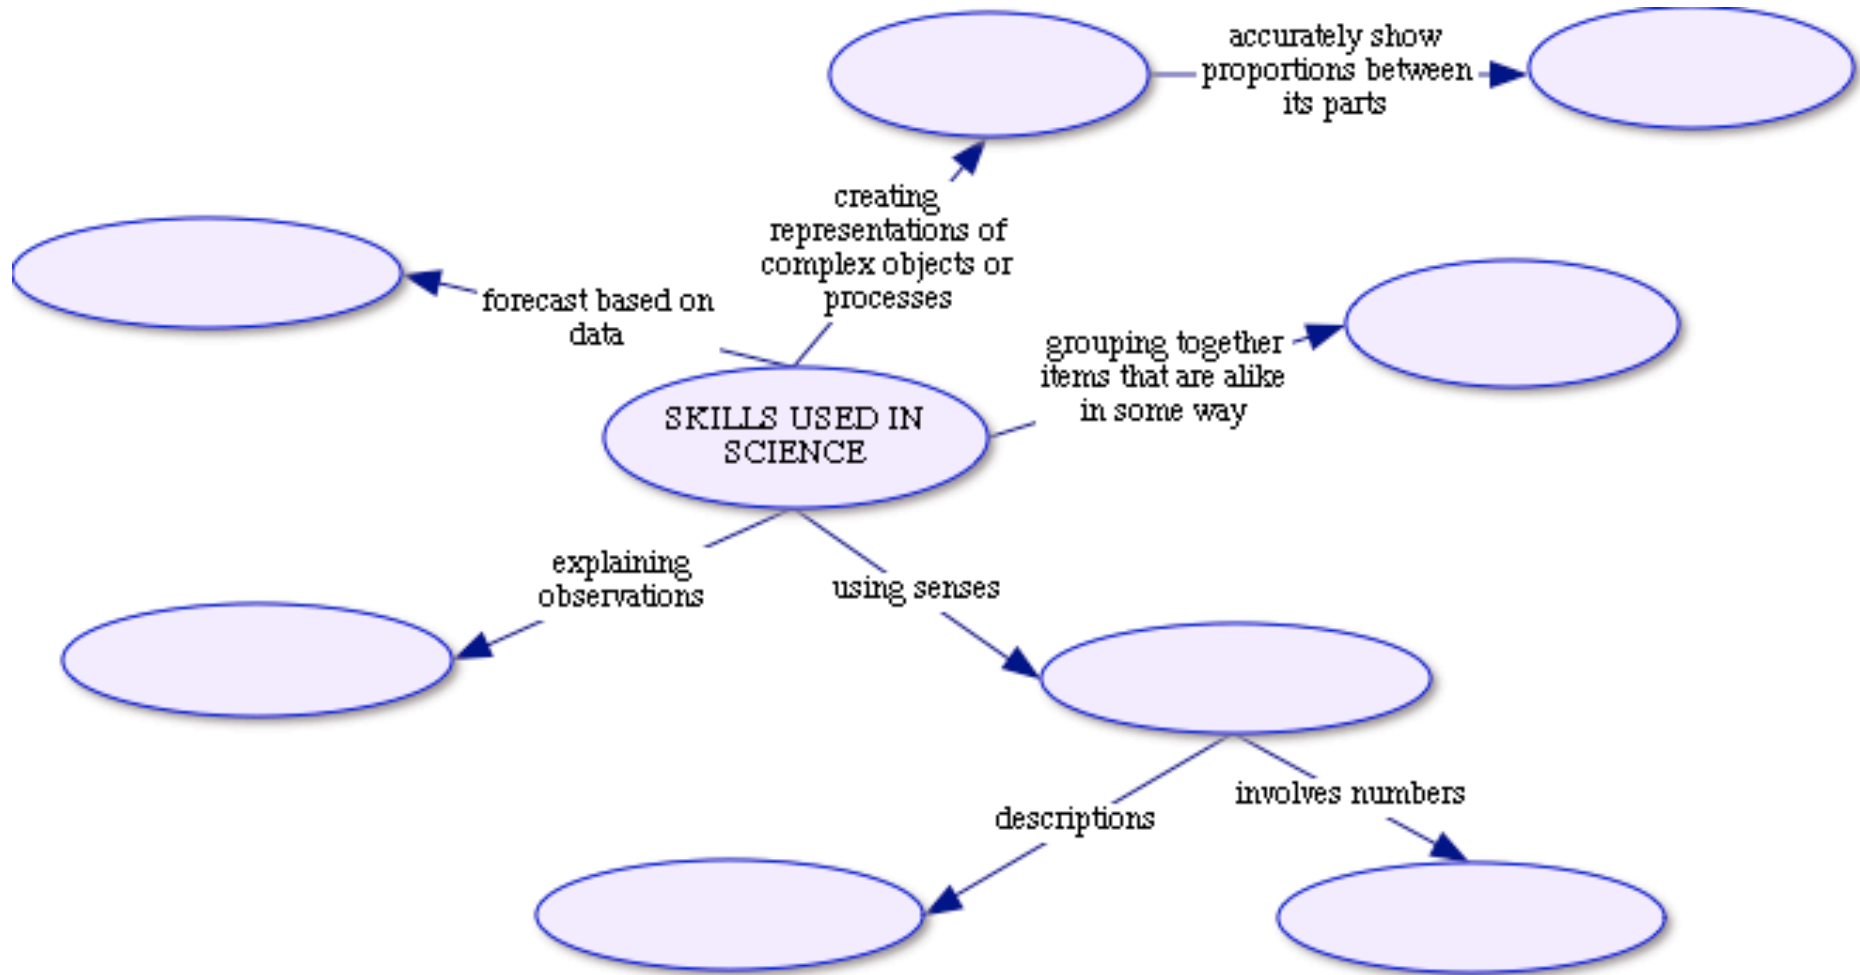 accurately show
proportions between
its parts
creating
representations of
complex objects or
processes
forecast based on
data
grouping together
items that are alike
in some way
SKILLS USED IN
SCIENCE
explaining
observations
using senses
descriptions
involves numbers